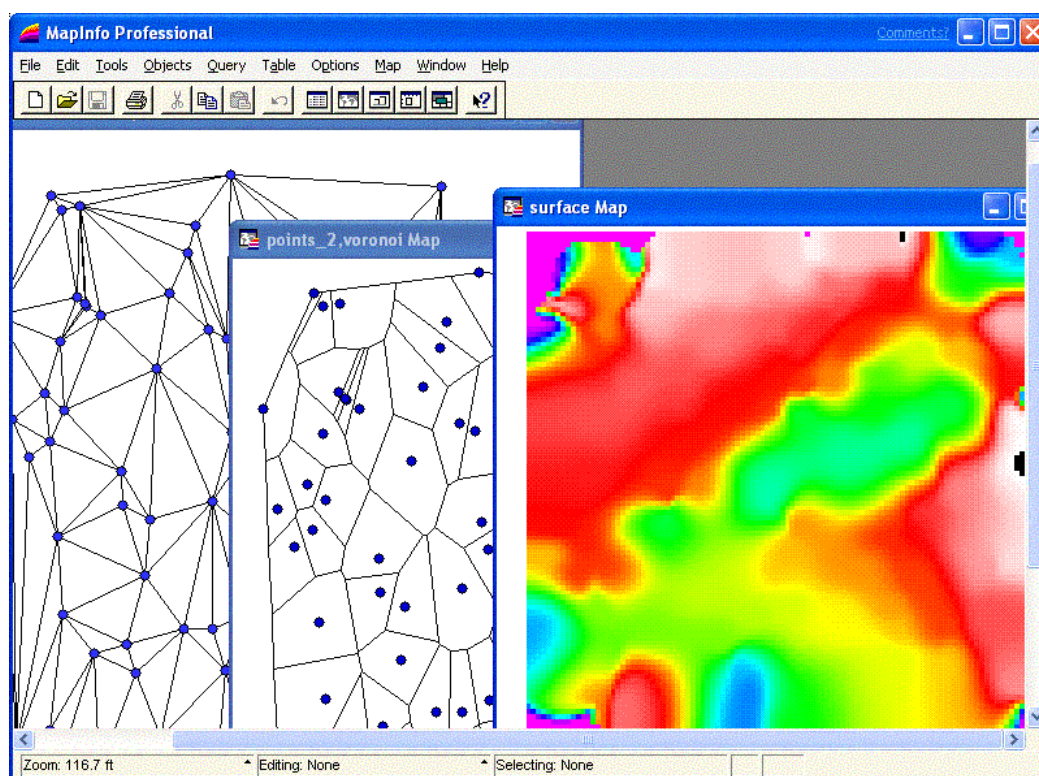 MapInfo Professional
Comments?
File Edit Tools Objects Query Table Options Map Window Help
points_2,voronoi Map
surface Map
Zoom: 116.7 ft
Editing: None
Selecting: None